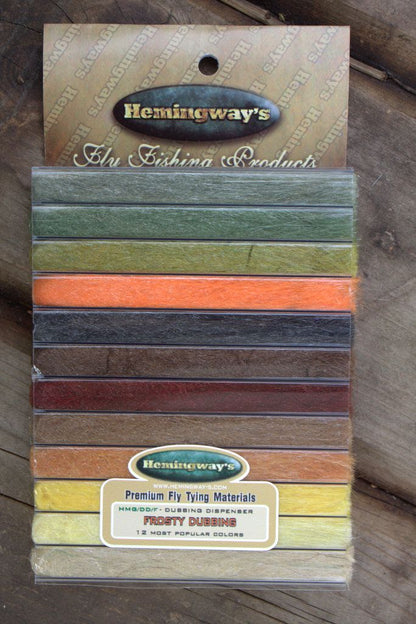 Hemingway's
Fly Fishing Products
Hemingway's
WWW.HEMINGWAY'S.COM
Premium Fly Tying Materials
HMG/DD/F - DUBBING DISPENSER
FROSTY DUBBING
12 MOST POPULAR COLORS